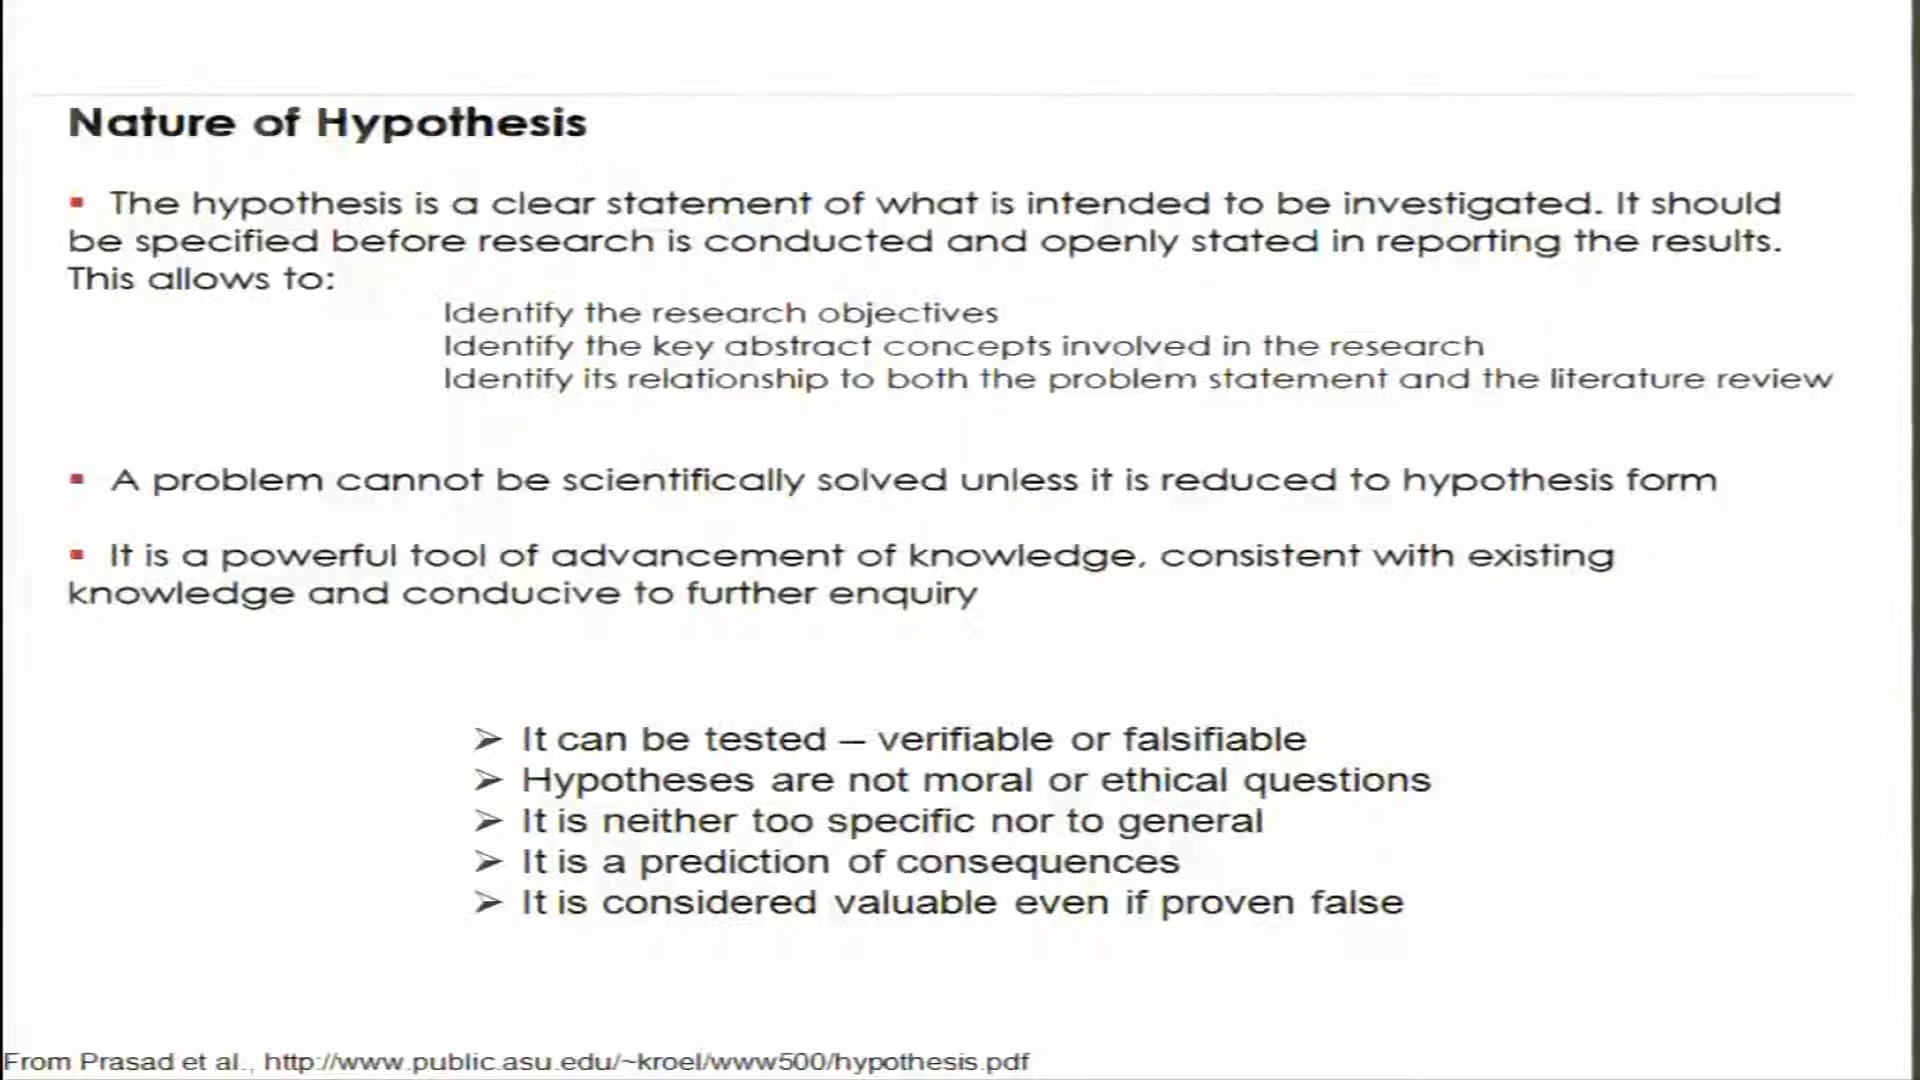 Nature of Hypothesis
▪ The hypothesis is a clear statement of what is intended to be investigated. It should
be specified before research is conducted and openly stated in reporting the results.
This allows to:
Identify the research objectives
Identify the key abstract concepts involved in the research
Identify its relationship to both the problem statement and the literature review
▪ A problem cannot be scientifically solved unless it is reduced to hypothesis form
▪ It is a powerful tool of advancement of knowledge, consistent with existing
knowledge and conducive to further enquiry
➢ It can be tested – verifiable or falsifiable
➢ Hypotheses are not moral or ethical questions
➢ It is neither too specific nor to general
➢ It is a prediction of consequences
➢ It is considered valuable even if proven false
From Prasad et al., http://www.public.asu.edu/~kroel/www500/hypothesis.pdf